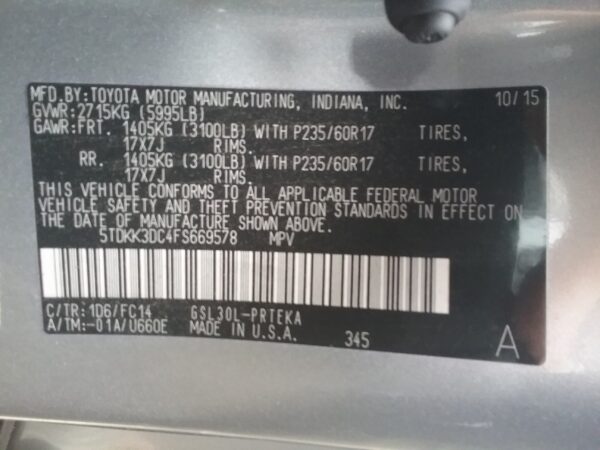 MFD.BY:TOYOTA MOTOR MANUFACTURING, INDIANA, INC. 10/15
GVWR:2715KG (5995LB)
GAWR:FRT. 1405KG (3100LB) WITH P235/60R17 TIRES,
17X7J RIMS.
RR. 1405KG (3100LB) WITH P235/60R17 TIRES,
17X7J RIMS.
THIS VEHICLE CONFORMS TO ALL APPLICABLE FEDERAL MOTOR
VEHICLE SAFETY AND THEFT PREVENTION STANDARDS IN EFFECT ON
THE DATE OF MANUFACTURE SHOWN ABOVE.
5TDKK3DC4FS669578 MPV
C/TR:1D6/FC14 GSL30L-PRTEKA
A/TM:-01A/U660E MADE IN U.S.A. 345 A